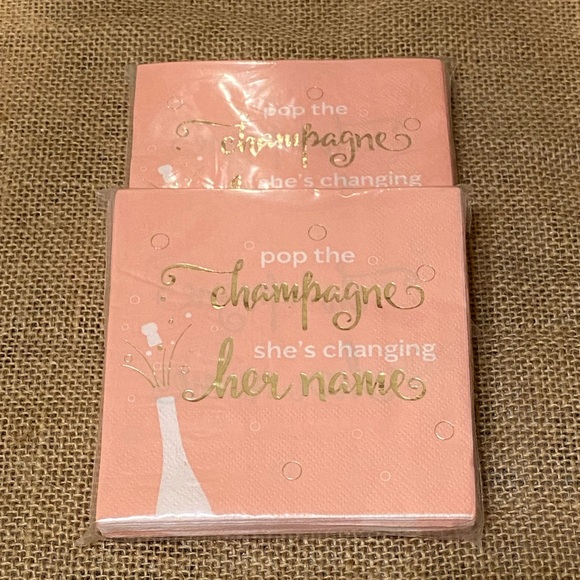 pop the
champagne
she's changing
pop the
champagne
she's changing
her name